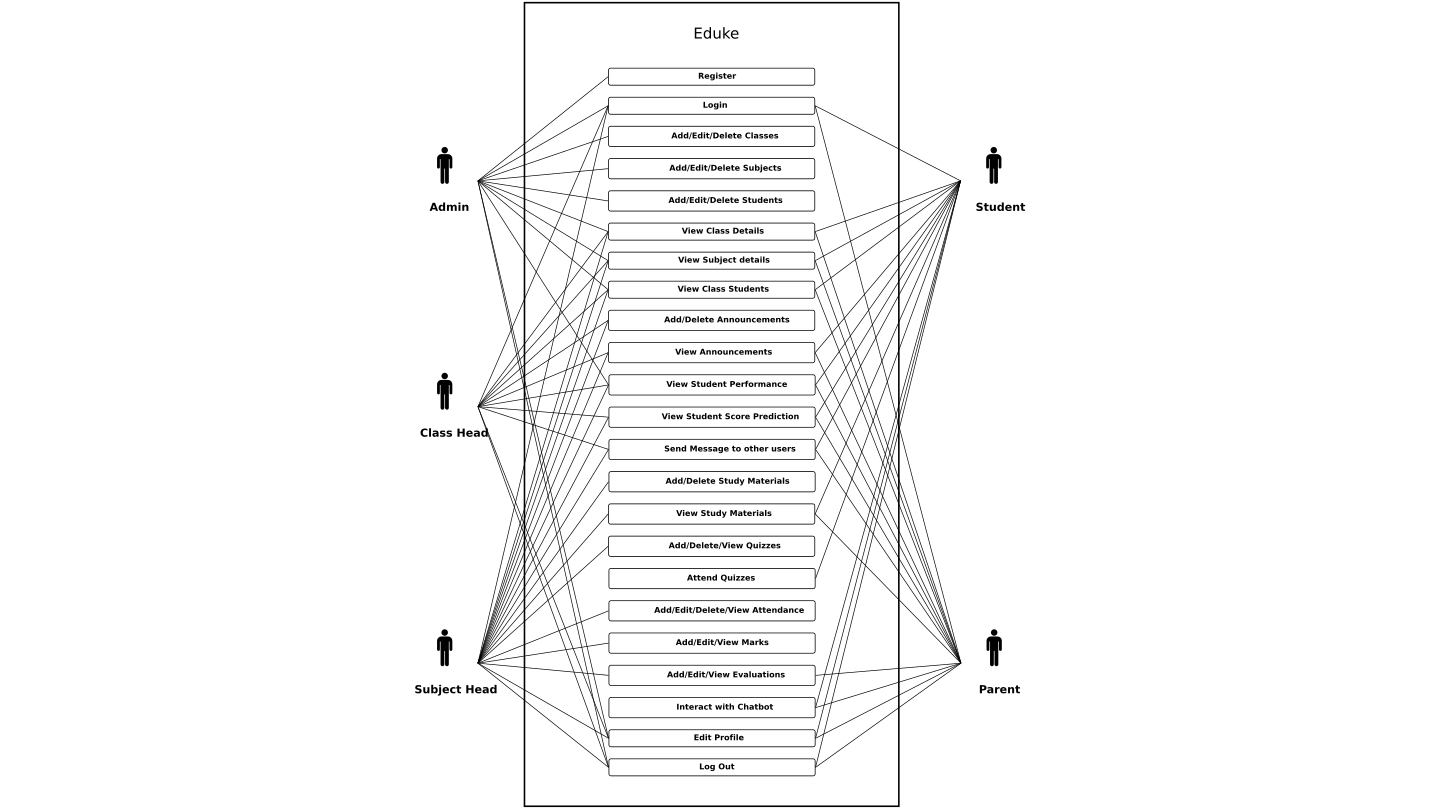 Eduke
Register
Login
Add/Edit/Delete Classes
Add/Edit/Delete Subjects
Add/Edit/Delete Students
View Class Details
View Subject details
View Class Students
Add/Delete Announcements
View Announcements
View Student Performance
View Student Score Prediction
Send Message to other users
Add/Delete Study Materials
View Study Materials
Add/Delete/View Quizzes
Attend Quizzes
Add/Edit/Delete/View Attendance
Add/Edit/View Marks
Add/Edit/View Evaluations
Interact with Chatbot
Edit Profile
Log Out
Admin
Class Head
Subject Head
Student
Parent